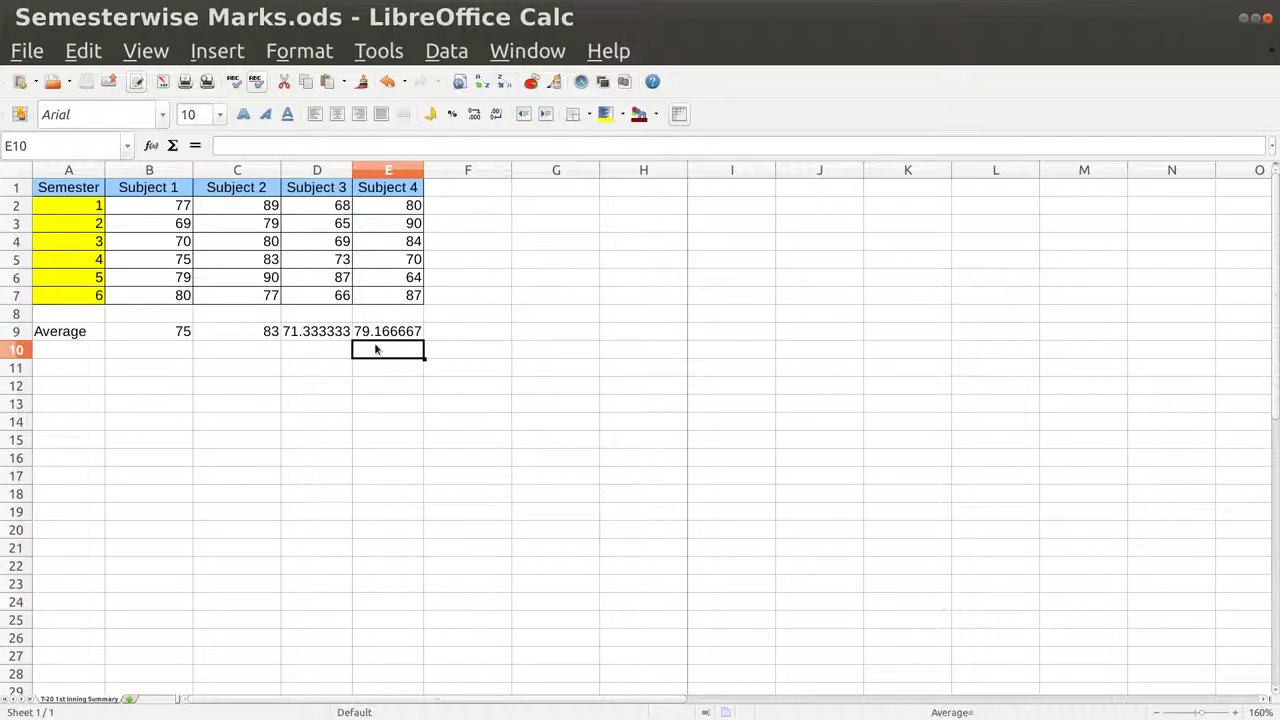 Semesterwise Marks.ods - LibreOffice Calc
File Edit View Insert Format Tools Data Window Help
Arial 10
E10
A B C D E F G H I J K L M N O
1 Semester Subject 1 Subject 2 Subject 3 Subject 4
2 1 77 89 68 80
3 2 69 79 65 90
4 3 70 80 69 84
5 4 75 83 73 70
6 5 79 90 87 64
7 6 80 77 66 87
8
9 Average 75 83 71.333333 79.166667
10
11
12
13
14
15
16
17
18
19
20
21
22
23
24
25
26
27
28
29
T-20 1st Inning Summary
Sheet 1 / 1 Default Average= 160%